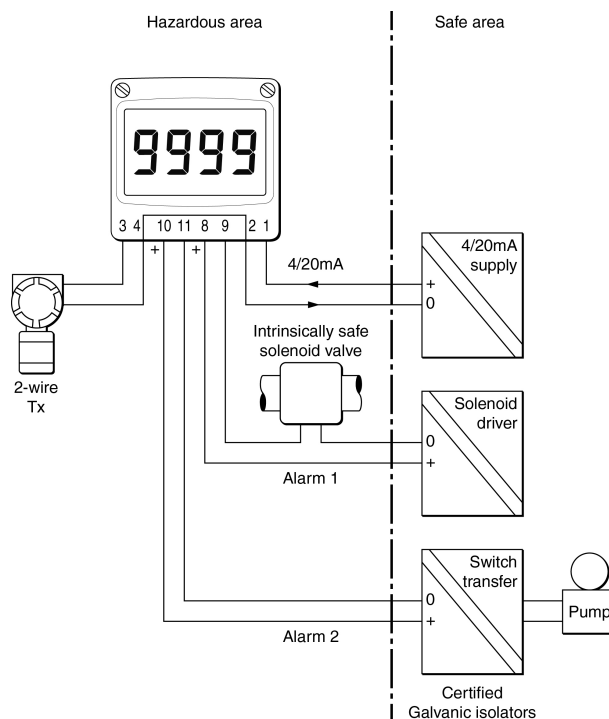 Hazardous area
Safe area
9999
3 4 10 11 8 9 2 1
+ +
4/20mA
4/20mA
supply
+
0
Intrinsically safe
solenoid valve
2-wire
Tx
Solenoid
driver
0
+
Alarm 1
Switch
transfer
0
+
Pump
Alarm 2
Certified
Galvanic isolators